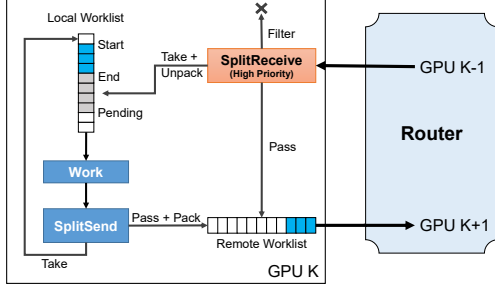 Local Worklist
Start
End
Pending
Take +
Unpack
Filter
SplitReceive
(High Priority)
GPU K-1
Router
Pass
Work
SplitSend
Pass + Pack
Take
Remote Worklist
GPU K+1
GPU K